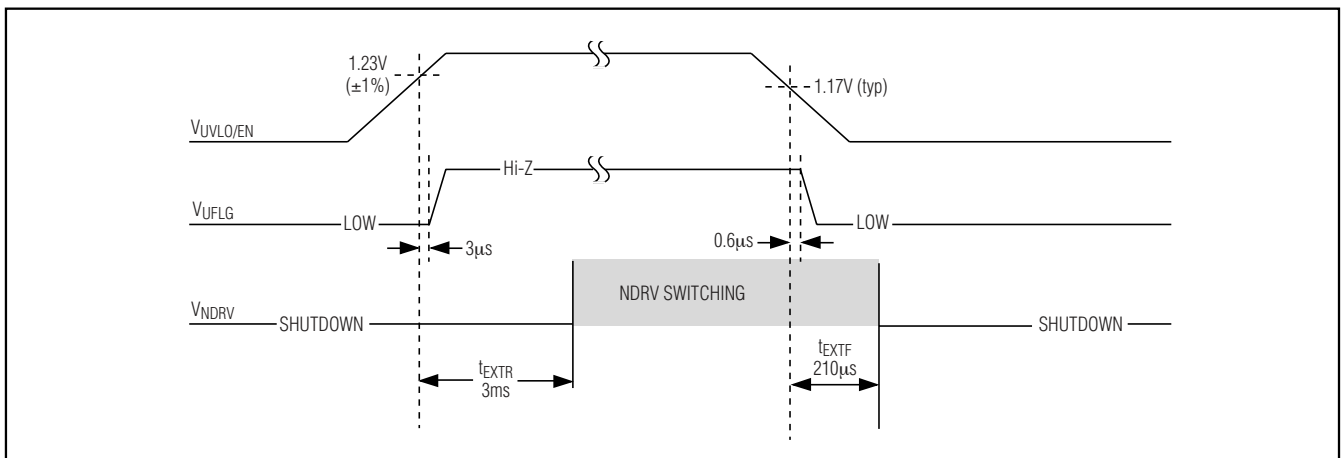 1.23V
(±1%)
1.17V (typ)
VUVLO/EN
Hi-Z
VUFLG
LOW
LOW
3μs
0.6μs
NDRV SWITCHING
VNDRV
SHUTDOWN
SHUTDOWN
tEXTR
3ms
tEXTF
210μs